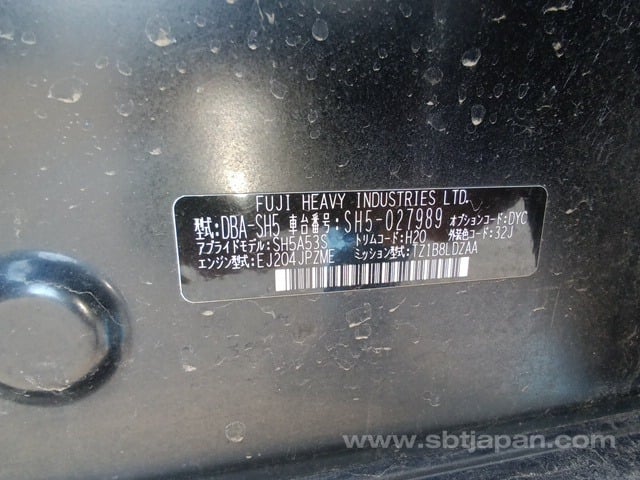 FUJI HEAVY INDUSTRIES LTD.
型式:DBA-SH5 車台番号:SH5-027989 オプションコード:DYC
アプライドモデル:SH5A53S トリムコード:H20 外装色コード:32J
エンジン型式:EJ204JPZME ミッション型式:TZ1B8LDZAA
www.sbtjapan.com